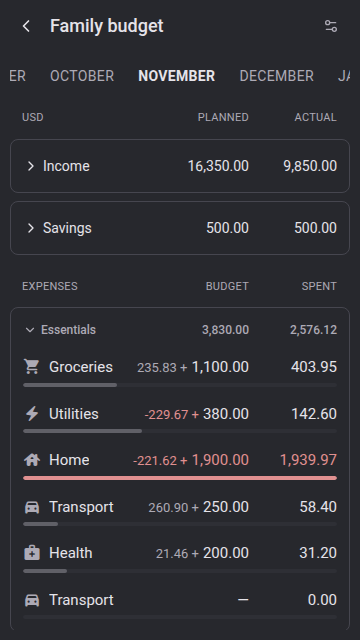 Family budget
ER OCTOBER NOVEMBER DECEMBER JA
USD PLANNED ACTUAL
Income 16,350.00 9,850.00
Savings 500.00 500.00
EXPENSES BUDGET SPENT
Essentials 3,830.00 2,576.12
Groceries 235.83 + 1,100.00 403.95
Utilities -229.67 + 380.00 142.60
Home -221.62 + 1,900.00 1,939.97
Transport 260.90 + 250.00 58.40
Health 21.46 + 200.00 31.20
Transport — 0.00